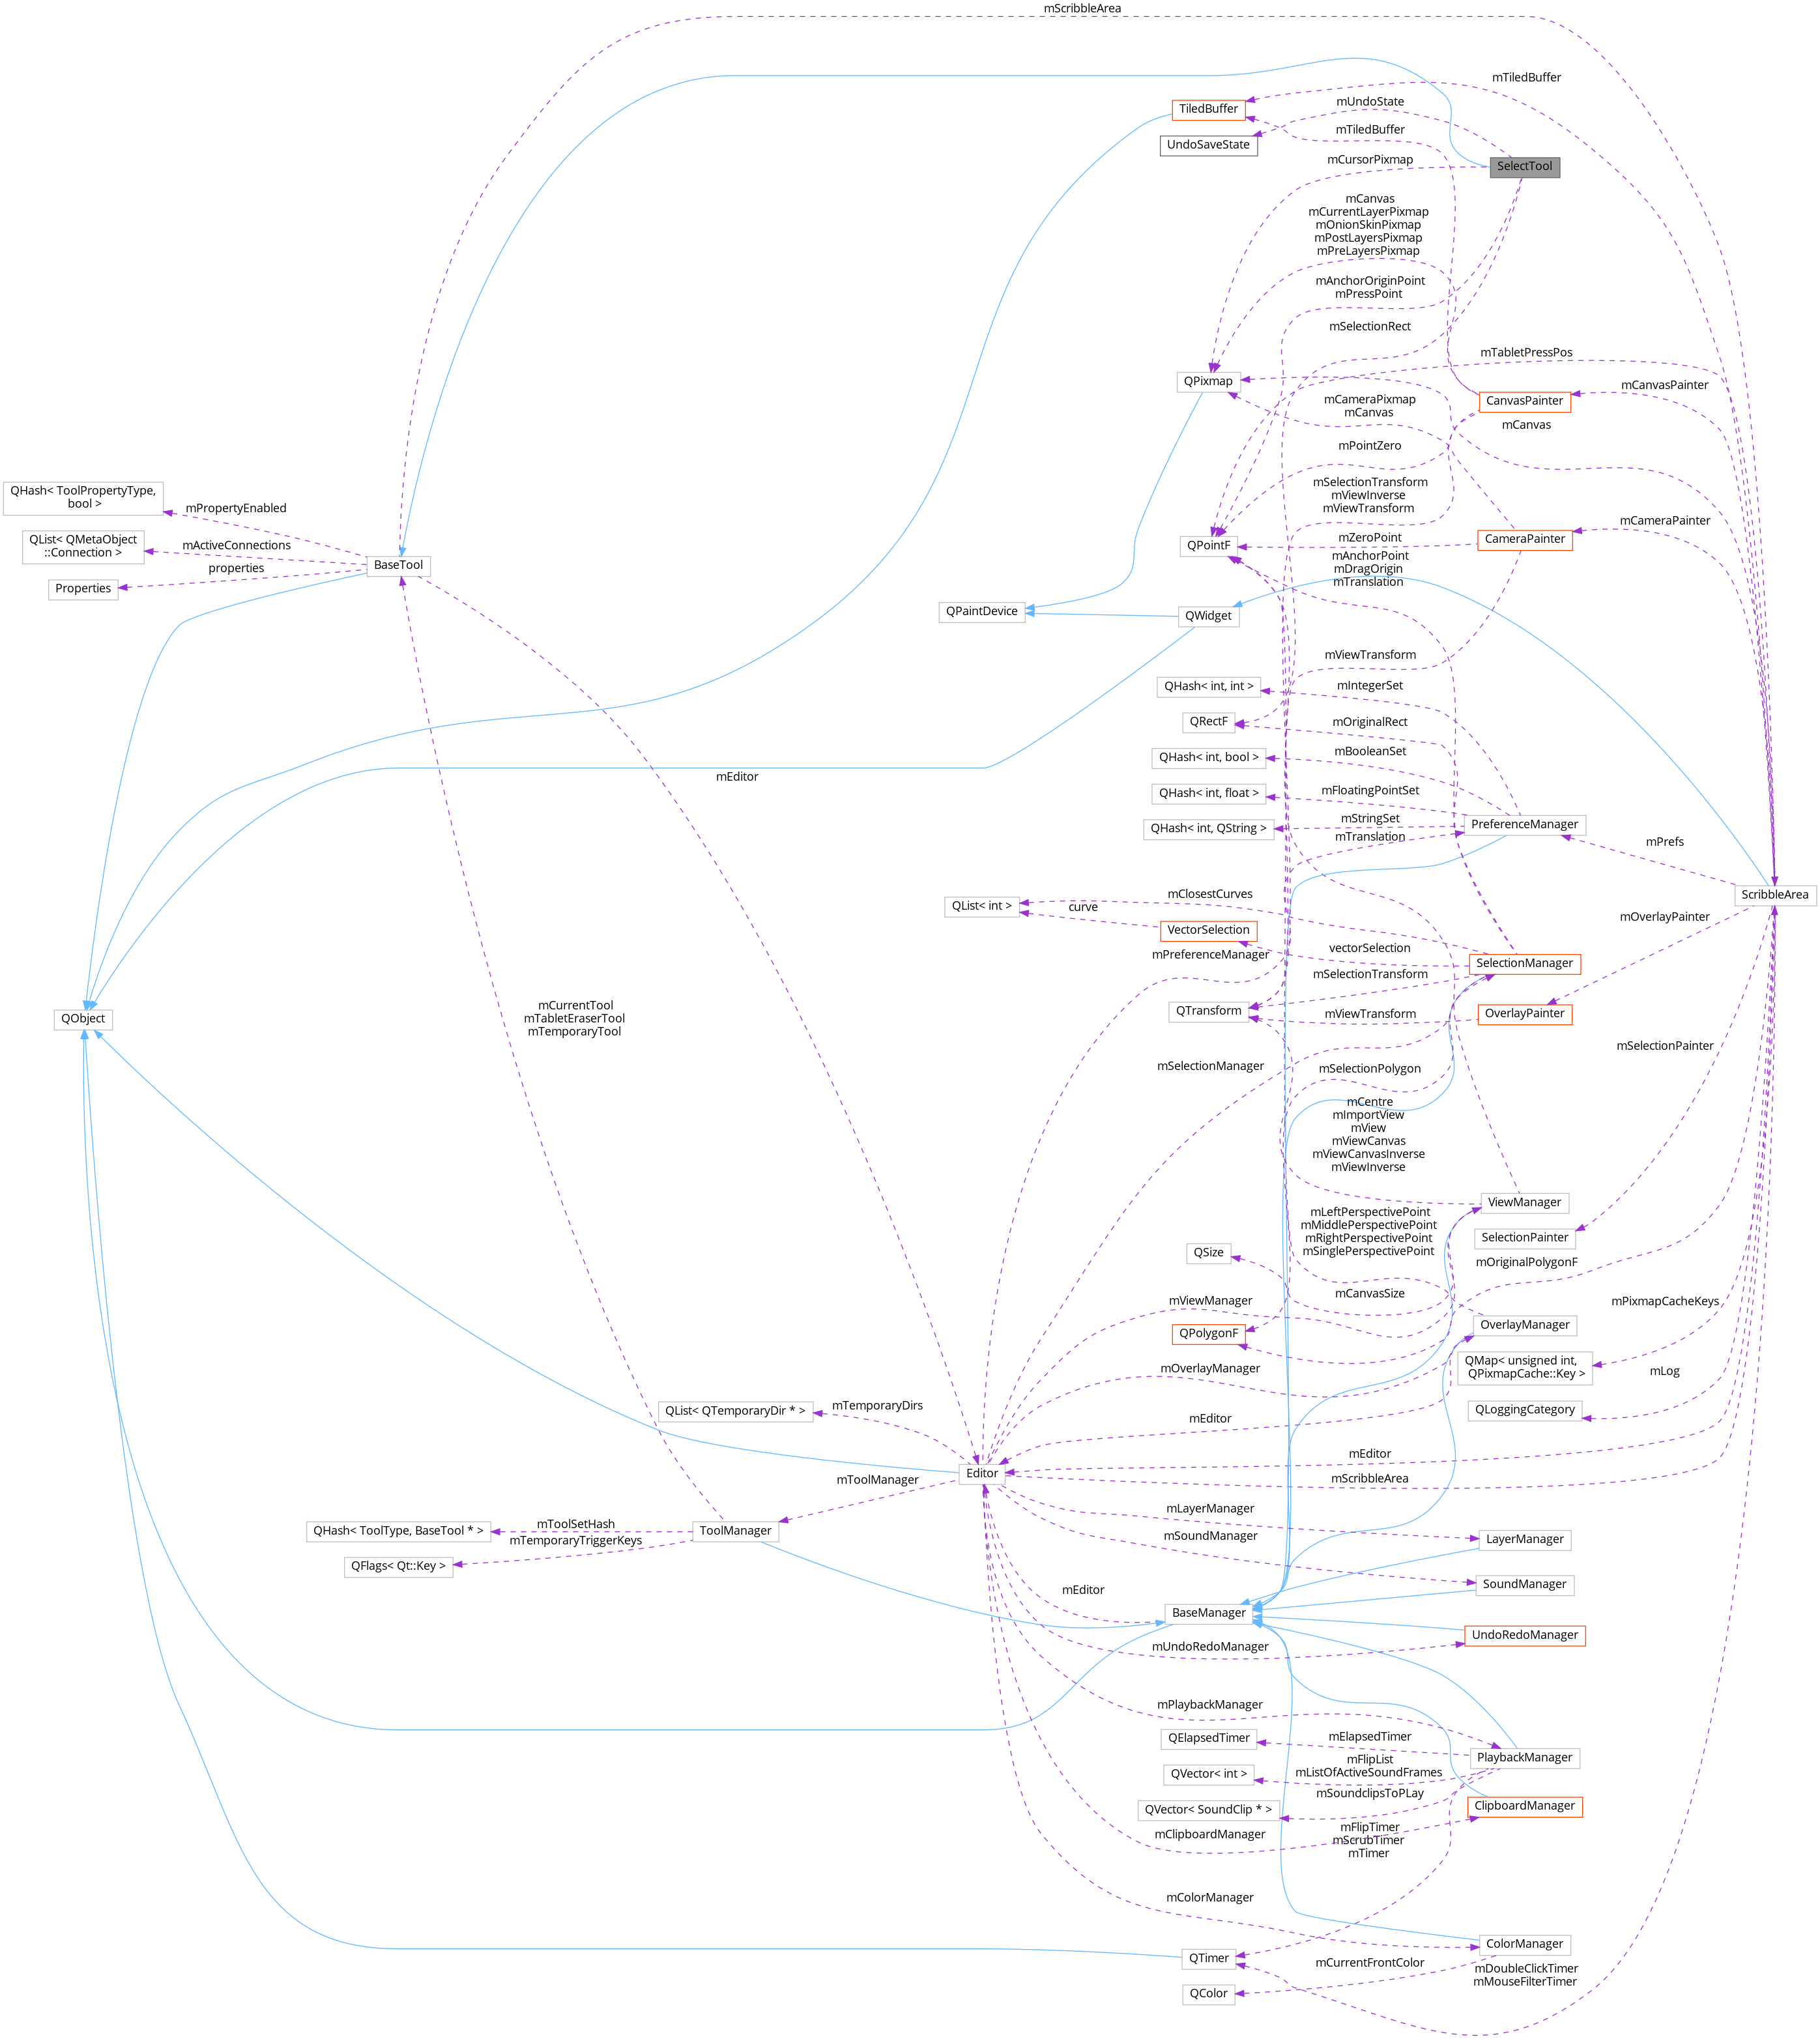 mScribbleArea
mTiledBuffer
mUndoState
TiledBuffer
mTiledBuffer
UndoSaveState
mCursorPixmap
SelectTool
mCanvas
mCurrentLayerPixmap
mOnionSkinPixmap
mPostLayersPixmap
mPreLayersPixmap
mAnchorOriginPoint
mPressPoint
mSelectionRect
mTabletPressPos
QPixmap
mCanvasPainter
mCameraPixmap
mCanvas
CanvasPainter
mCanvas
mPointZero
QHash< ToolPropertyType,
bool >
mPropertyEnabled
mSelectionTransform
mViewInverse
mViewTransform
mCameraPainter
QList< QMetaObject
::Connection >
mActiveConnections
QPointF
mZeroPoint
CameraPainter
mAnchorPoint
mDragOrigin
mTranslation
properties
BaseTool
Properties
QPaintDevice
QWidget
mViewTransform
QHash< int, int >
mIntegerSet
QRectF
mOriginalRect
QHash< int, bool >
mBooleanSet
mEditor
QHash< int, float >
mFloatingPointSet
QHash< int, QString >
mStringSet
PreferenceManager
mTranslation
mPrefs
mClosestCurves
ScribbleArea
QList< int >
curve
mOverlayPainter
VectorSelection
vectorSelection
mPreferenceManager
SelectionManager
mSelectionTransform
mCurrentTool
mTabletEraserTool
mTemporaryTool
QObject
QTransform
mViewTransform
OverlayPainter
mSelectionPainter
mSelectionManager
mSelectionPolygon
mCentre
mImportView
mView
mViewCanvas
mViewCanvasInverse
mViewInverse
ViewManager
mLeftPerspectivePoint
mMiddlePerspectivePoint
mRightPerspectivePoint
mSinglePerspectivePoint
SelectionPainter
QSize
mOriginalPolygonF
mCanvasSize
mViewManager
mPixmapCacheKeys
QPolygonF
OverlayManager
mOverlayManager
QMap< unsigned int,
QPixmapCache::Key >
mLog
QList< QTemporaryDir * >
mTemporaryDirs
mEditor
QLoggingCategory
mEditor
Editor
mScribbleArea
mToolManager
mLayerManager
QHash< ToolType, BaseTool * >
mToolSetHash
ToolManager
mSoundManager
LayerManager
mTemporaryTriggerKeys
QFlags< Qt::Key >
mEditor
SoundManager
BaseManager
mUndoRedoManager
UndoRedoManager
mPlaybackManager
QElapsedTimer
mElapsedTimer
PlaybackManager
mFlipList
mListOfActiveSoundFrames
QVector< int >
mSoundclipsToPLay
QVector< SoundClip * >
ClipboardManager
mClipboardManager
mFlipTimer
mScrubTimer
mTimer
mColorManager
ColorManager
QTimer
mCurrentFrontColor
mDoubleClickTimer
mMouseFilterTimer
QColor